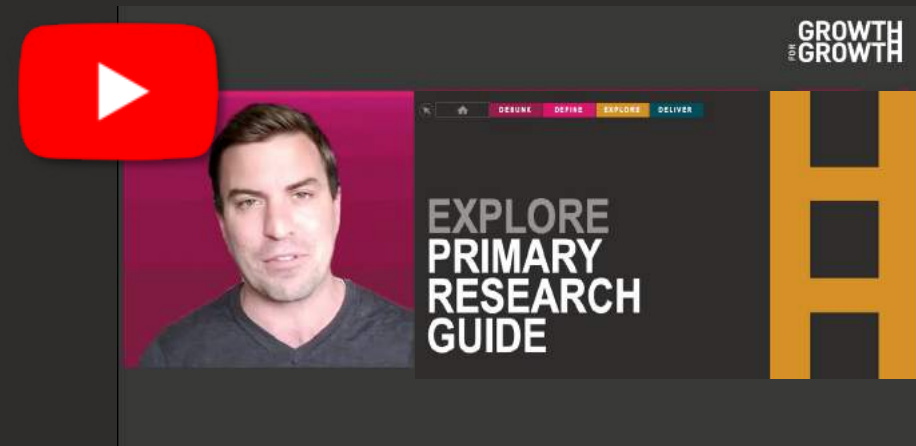 GROWTH
FOR GROWTH
DEBUNK DEFINE EXPLORE DELIVER
EXPLORE
PRIMARY
RESEARCH
GUIDE